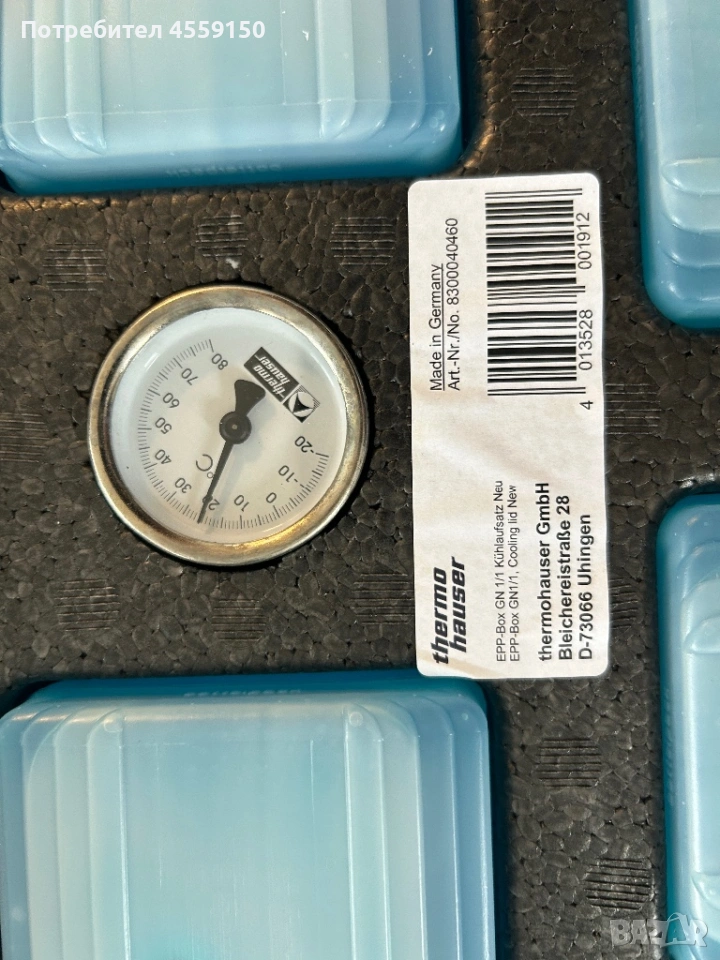 Потребител 4559150
thermo
hauser
EPP-Box GN 1/1 Kühlaufsatz Neu
EPP-Box GN1/1, Cooling lid New
thermohauser GmbH
Bleichereistraße 28
D-73066 Uhingen
Made in Germany
Art.-Nr./No. 8300040460
4 013528 001912
thermo
hauser
°C
-20
-10
0
10
30
40
50
60
70
80
BAZAR